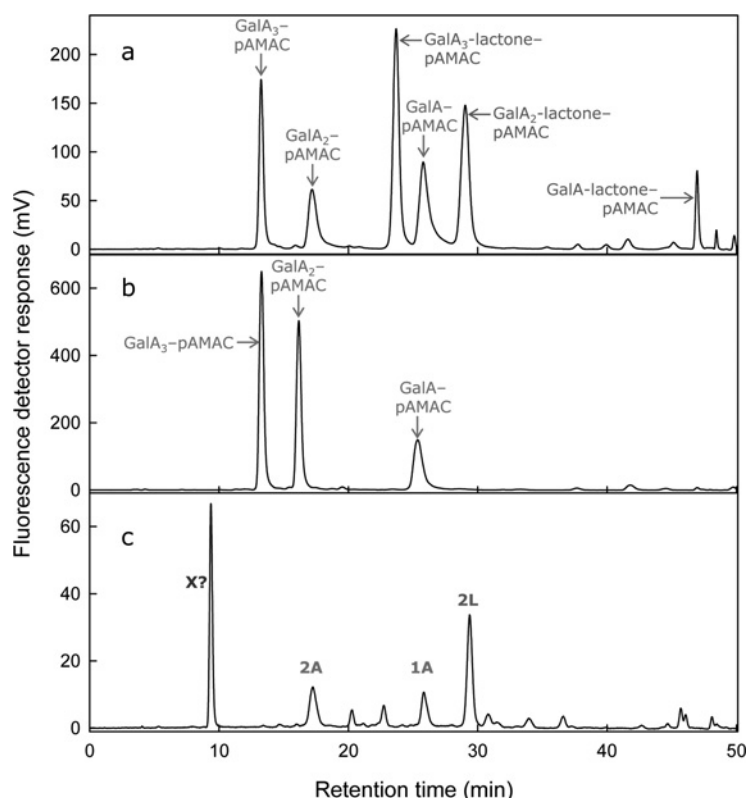 Fluorescence detector response (mV)
a
200
150
100
50
0
GalA₃–
pAMAC
GalA₂–
pAMAC
GalA₃-lactone–
pAMAC
GalA–
pAMAC
GalA₂-lactone–
pAMAC
GalA-lactone–
pAMAC
b
600
400
200
0
GalA₃–pAMAC
GalA₂–
pAMAC
GalA–
pAMAC
c
60
40
20
0
X?
2A
1A
2L
0 10 20 30 40 50
Retention time (min)